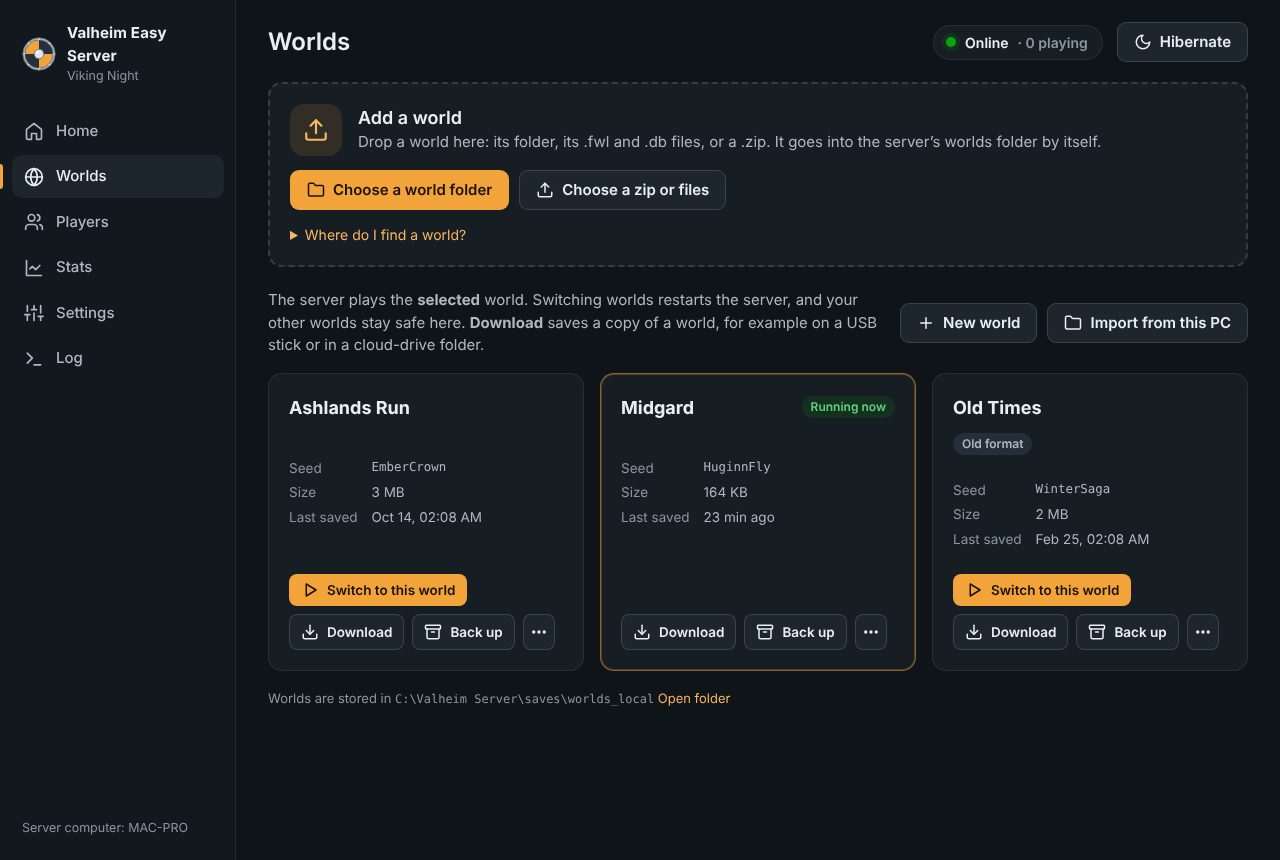 Valheim Easy
Server
Viking Night
Home
Worlds
Players
Stats
Settings
Log
Server computer: MAC-PRO
Worlds
Online · 0 playing
Hibernate
Add a world
Drop a world here: its folder, its .fwl and .db files, or a .zip. It goes into the server’s worlds folder by itself.
Choose a world folder
Choose a zip or files
Where do I find a world?
The server plays the selected world. Switching worlds restarts the server, and your
other worlds stay safe here. Download saves a copy of a world, for example on a USB
stick or in a cloud-drive folder.
New world
Import from this PC
Ashlands Run
Seed EmberCrown
Size 3 MB
Last saved Oct 14, 02:08 AM
Switch to this world
Download
Back up
Midgard
Running now
Seed HuginnFly
Size 164 KB
Last saved 23 min ago
Download
Back up
Old Times
Old format
Seed WinterSaga
Size 2 MB
Last saved Feb 25, 02:08 AM
Switch to this world
Download
Back up
Worlds are stored in C:\Valheim Server\saves\worlds_local Open folder